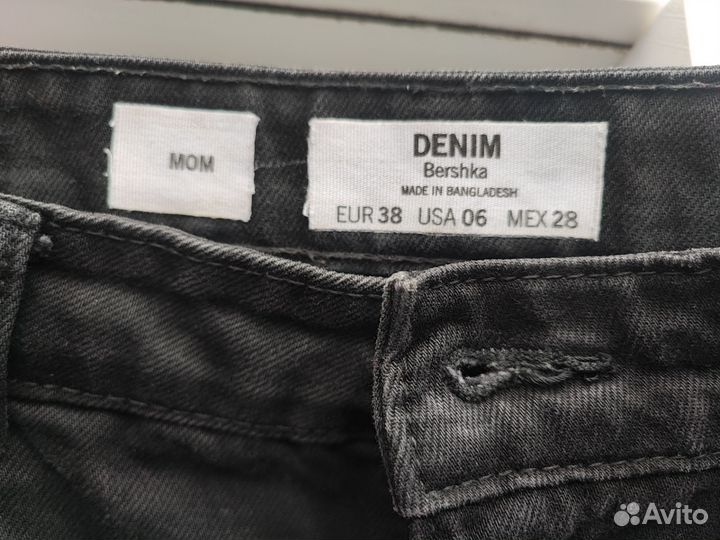 MOM
DENIM
Bershka
MADE IN BANGLADESH
EUR 38 USA 06 MEX 28
Avito